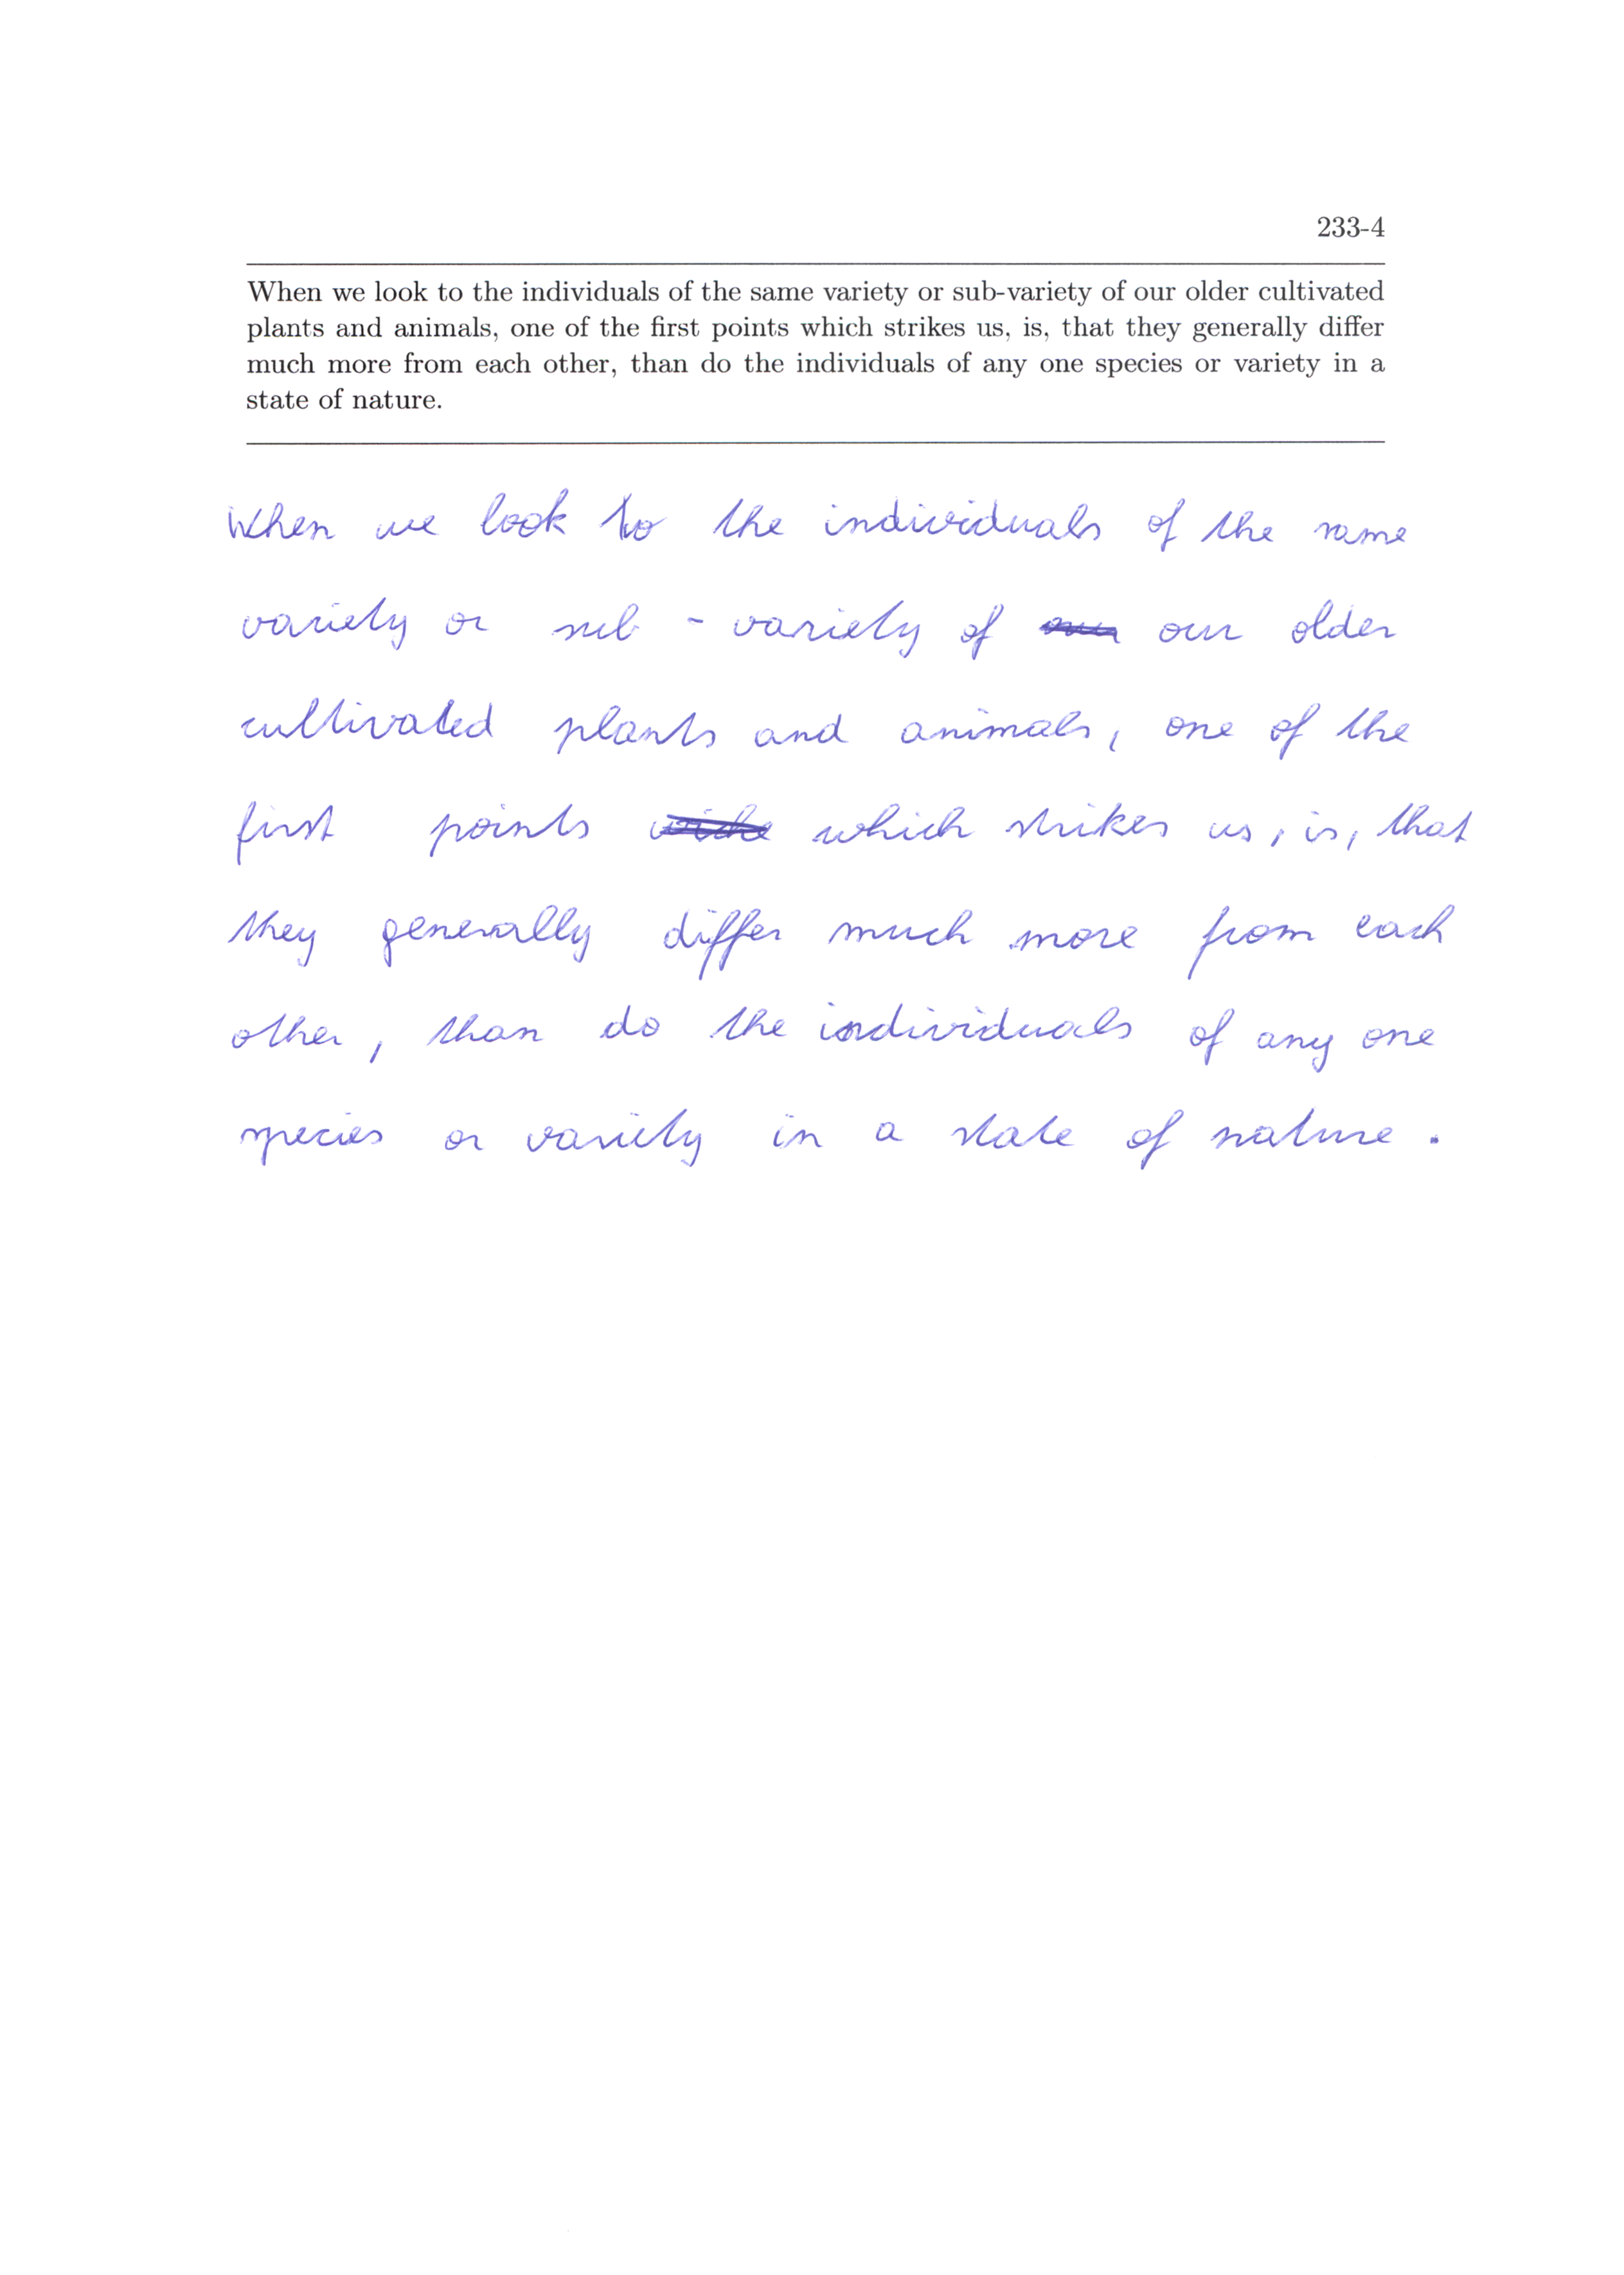 233-4
When we look to the individuals of the same variety or sub-variety of our older cultivated
plants and animals, one of the first points which strikes us, is, that they generally differ
much more from each other, than do the individuals of any one species or variety in a
state of nature.
When we look to the individuals of the same
variety or sub - variety of our older
cultivated plants and animals, one of the
first points which strikes us, is, that
they generally differ much more from each
other, than do the individuals of any one
species or variety in a state of nature.